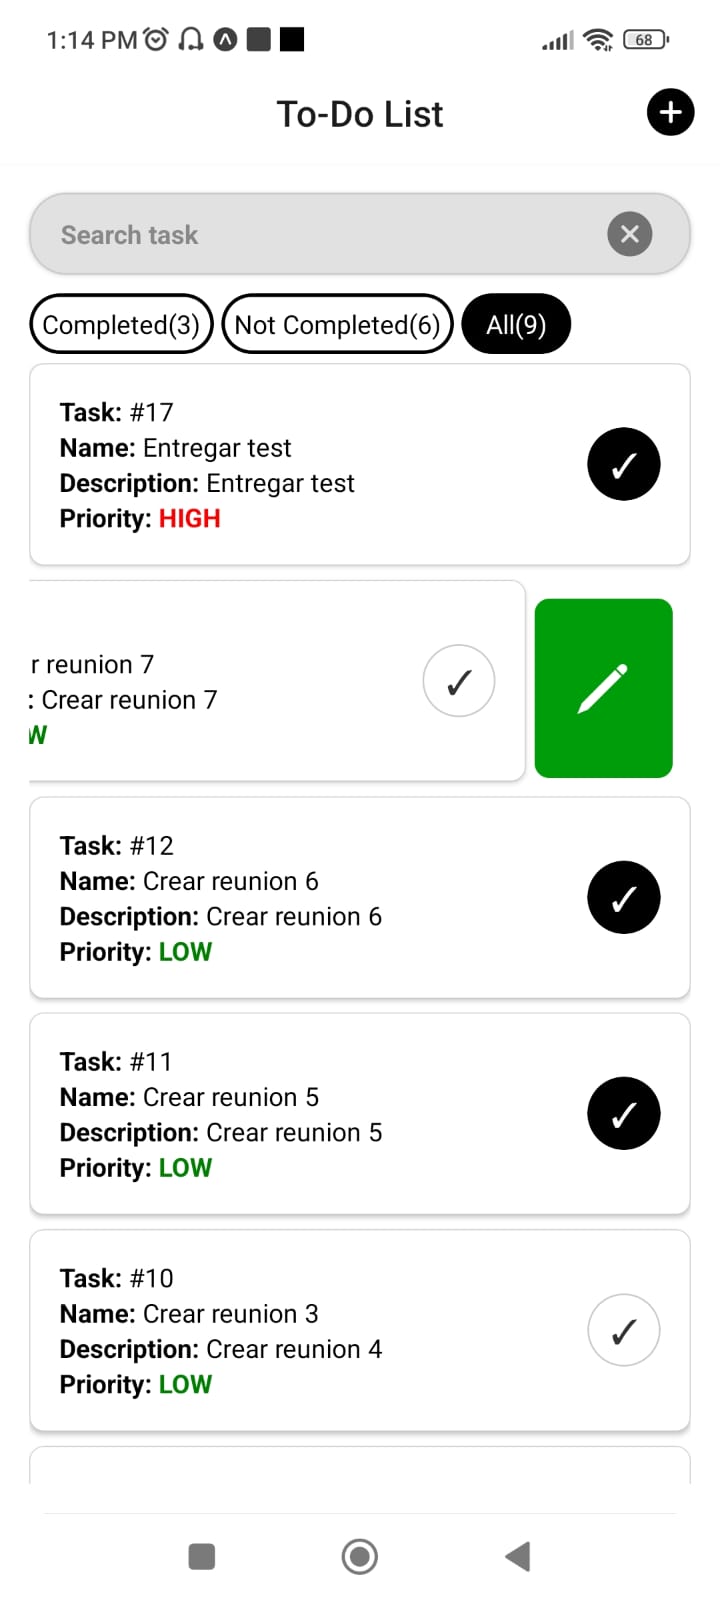 1:14 PM
68
To-Do List
Search task
Completed(3) Not Completed(6) All(9)
Task: #17
Name: Entregar test
Description: Entregar test
Priority: HIGH
r reunion 7
: Crear reunion 7
W
Task: #12
Name: Crear reunion 6
Description: Crear reunion 6
Priority: LOW
Task: #11
Name: Crear reunion 5
Description: Crear reunion 5
Priority: LOW
Task: #10
Name: Crear reunion 3
Description: Crear reunion 4
Priority: LOW